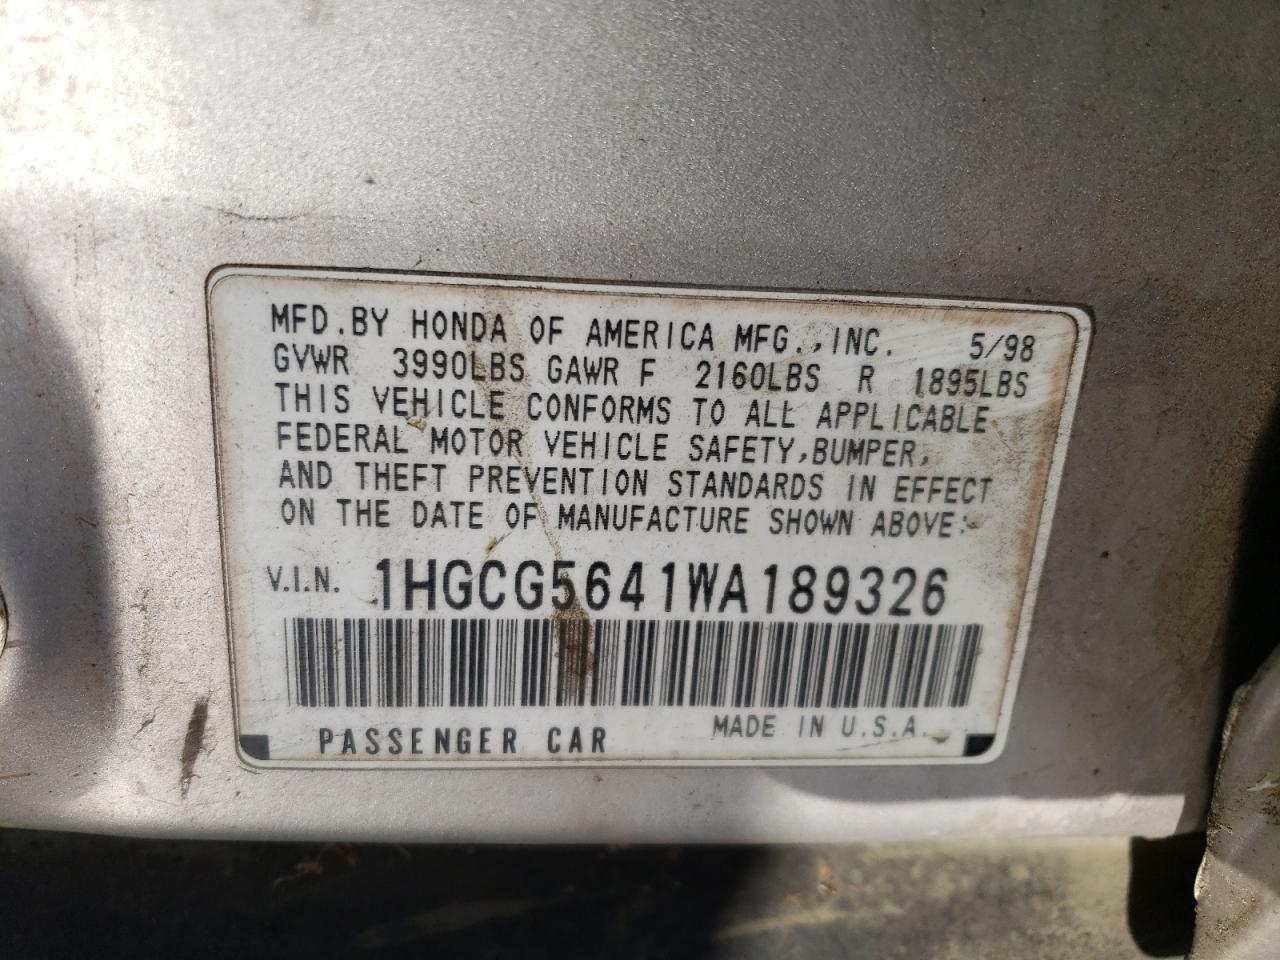 MFD.BY HONDA OF AMERICA MFG.,INC. 5/98
GVWR 3990LBS GAWR F 2160LBS R 1895LBS
THIS VEHICLE CONFORMS TO ALL APPLICABLE
FEDERAL MOTOR VEHICLE SAFETY,BUMPER,
AND THEFT PREVENTION STANDARDS IN EFFECT
ON THE DATE OF MANUFACTURE SHOWN ABOVE:
V.I.N. 1HGCG5641WA189326
PASSENGER CAR MADE IN U.S.A.